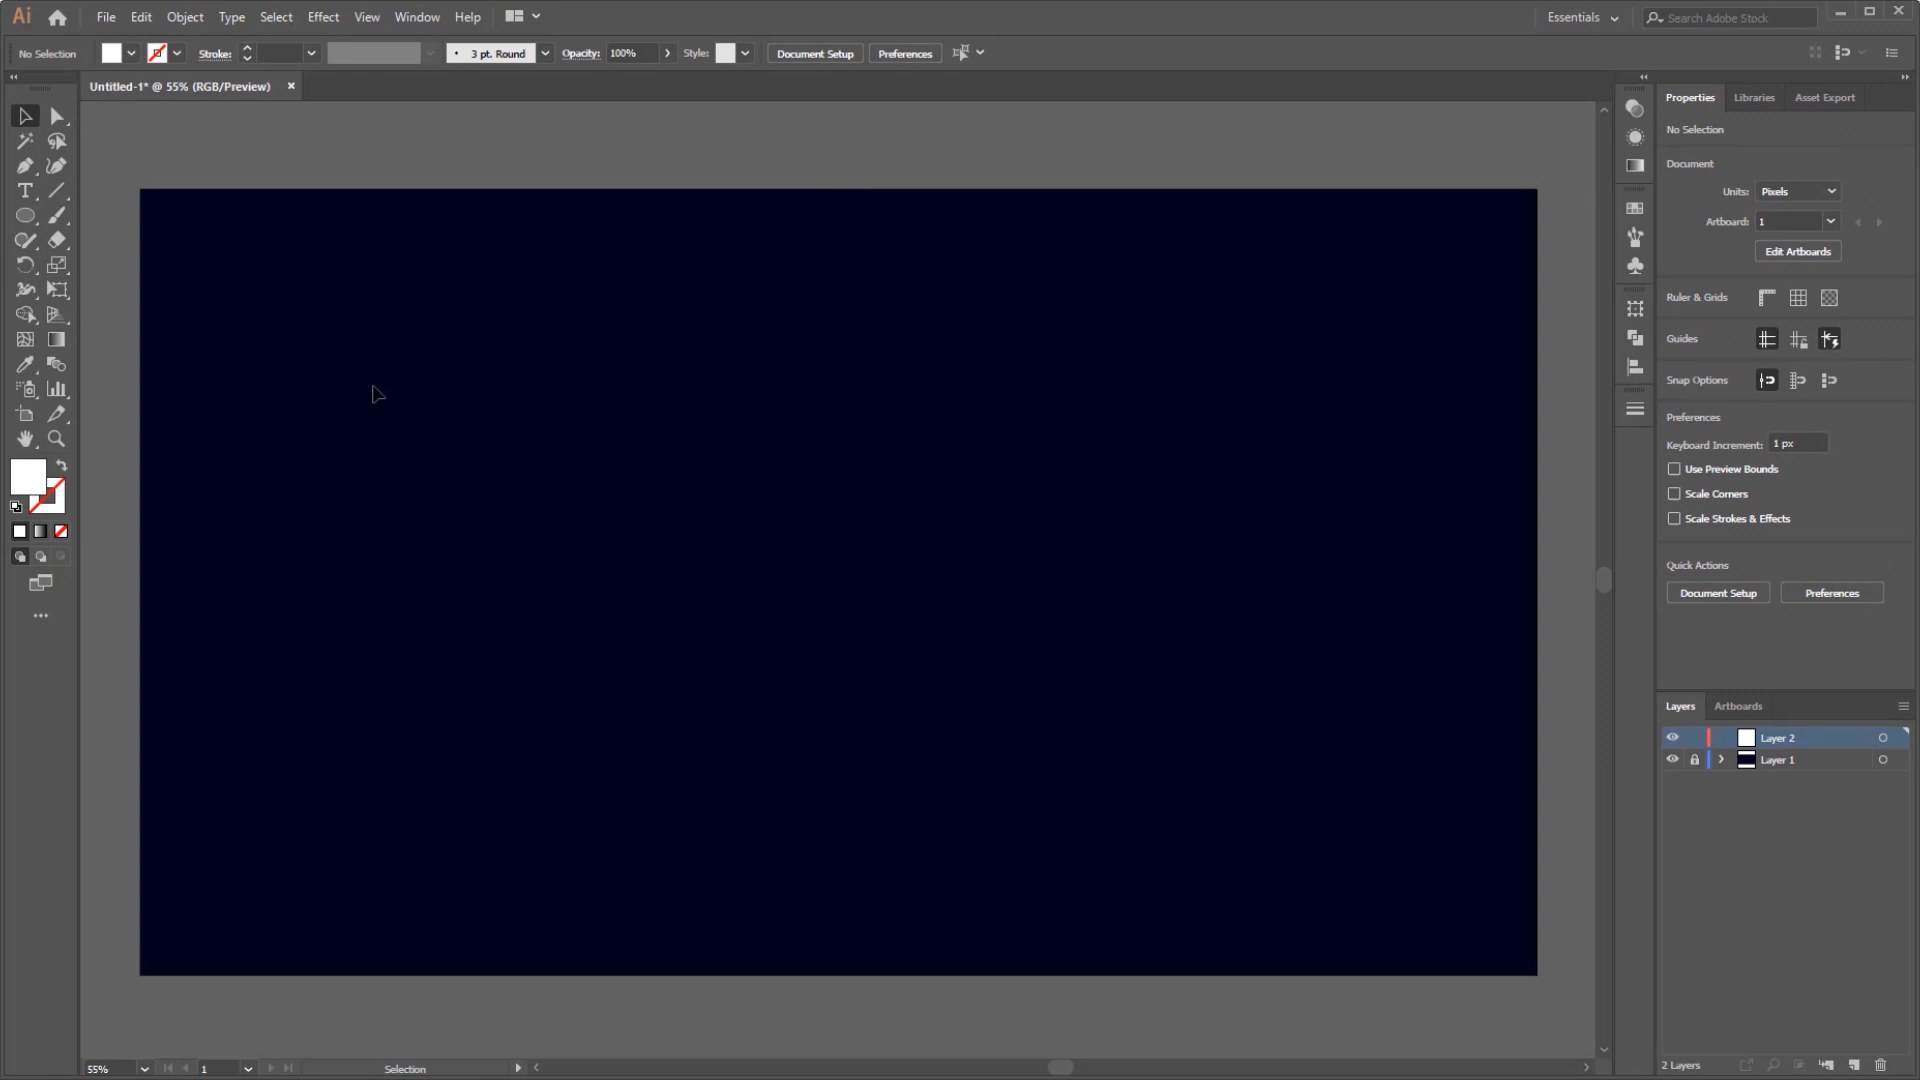 Ai File Edit Object Type Select Effect View Window Help Essentials Search Adobe Stock
No Selection Stroke: 3 pt. Round Opacity: 100% Style: Document Setup Preferences
Untitled-1* @ 55% (RGB/Preview)
Properties Libraries Asset Export
No Selection
Document
Units: Pixels
Artboard: 1
Edit Artboards
Ruler & Grids
Guides
Snap Options
Preferences
Keyboard Increment: 1 px
Use Preview Bounds
Scale Corners
Scale Strokes & Effects
Quick Actions
Document Setup Preferences
Layers Artboards
Layer 2
Layer 1
2 Layers
55% 1 Selection